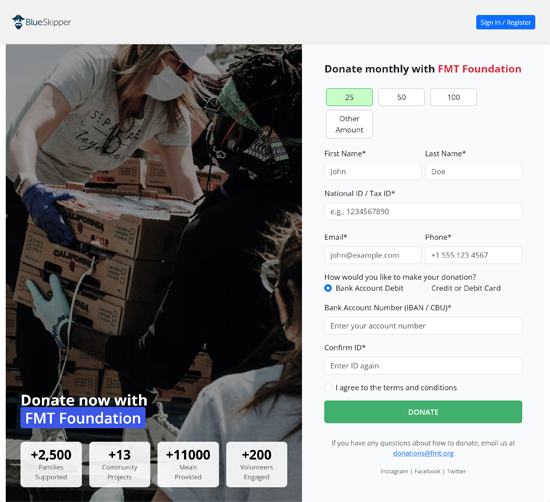 BlueSkipper
Sign In / Register
SERVE
together
CALIFORNIA
CALIFORNIA
Donate now with
FMT Foundation
+2,500
Families
Supported
+13
Community
Projects
+11000
Meals
Provided
+200
Volunteers
Engaged
Donate monthly with FMT Foundation
25
50
100
Other
Amount
First Name*
Last Name*
John
Doe
National ID / Tax ID*
e.g., 1234567890
Email*
Phone*
john@example.com
+1 555 123 4567
How would you like to make your donation?
Bank Account Debit
Credit or Debit Card
Bank Account Number (IBAN / CBU)*
Enter your account number
Confirm ID*
Enter ID again
I agree to the terms and conditions
DONATE
If you have any questions about how to donate, email us at
donations@fmt.org
Instagram | Facebook | Twitter